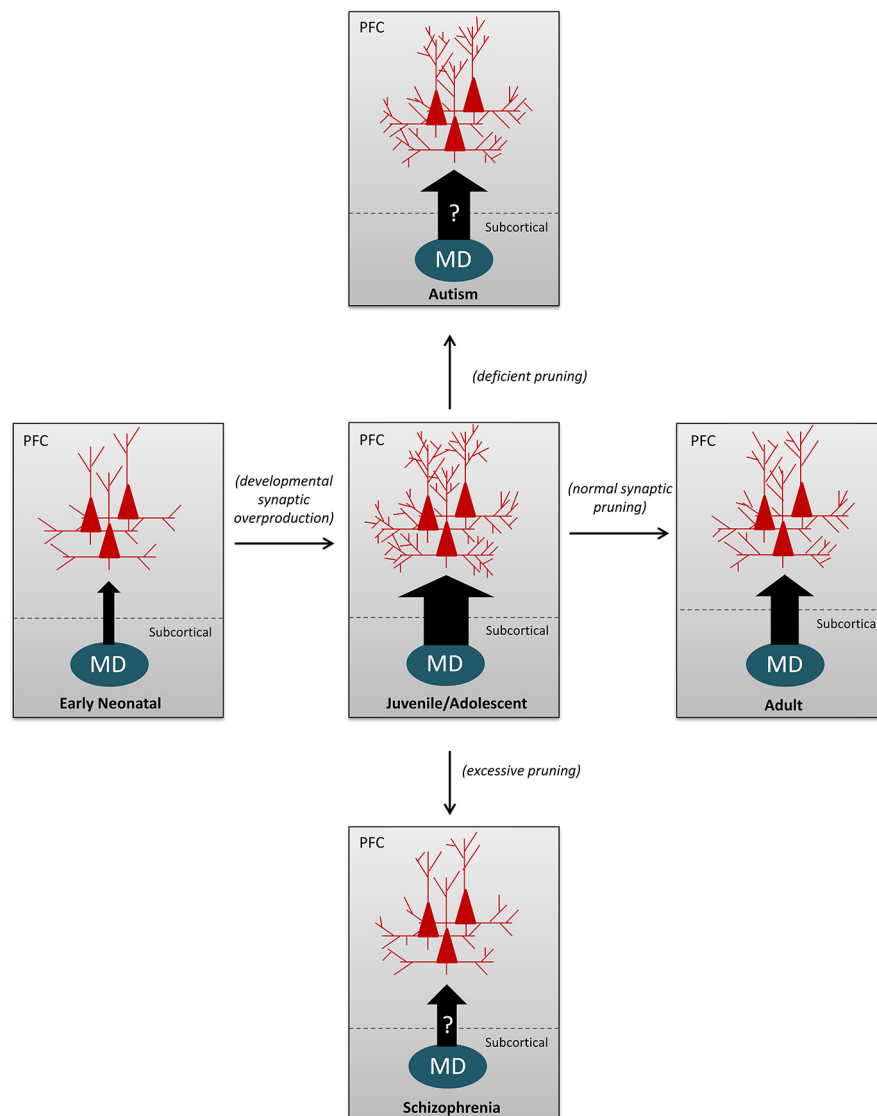 PFC
?
Subcortical
MD
Autism
(deficient pruning)
PFC
Subcortical
MD
Early Neonatal
(developmental
synaptic
overproduction)
PFC
Subcortical
MD
Juvenile/Adolescent
(normal synaptic
pruning)
PFC
Subcortical
MD
Adult
(excessive pruning)
PFC
?
Subcortical
MD
Schizophrenia